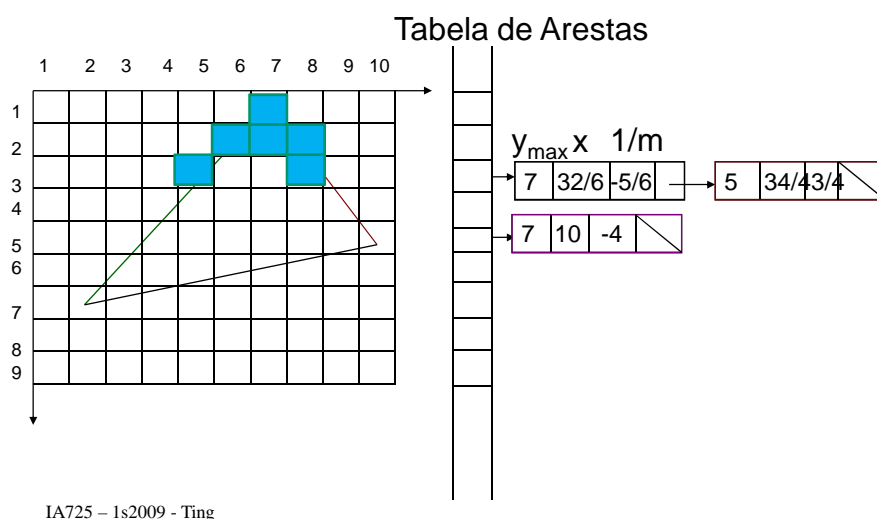 Tabela de Arestas
1 2 3 4 5 6 7 8 9 10
1
2
3
4
5
6
7
8
9
ymax x 1/m
7 32/6 -5/6 5 34/4 3/4
7 10 -4
IA725 – 1s2009 - Ting